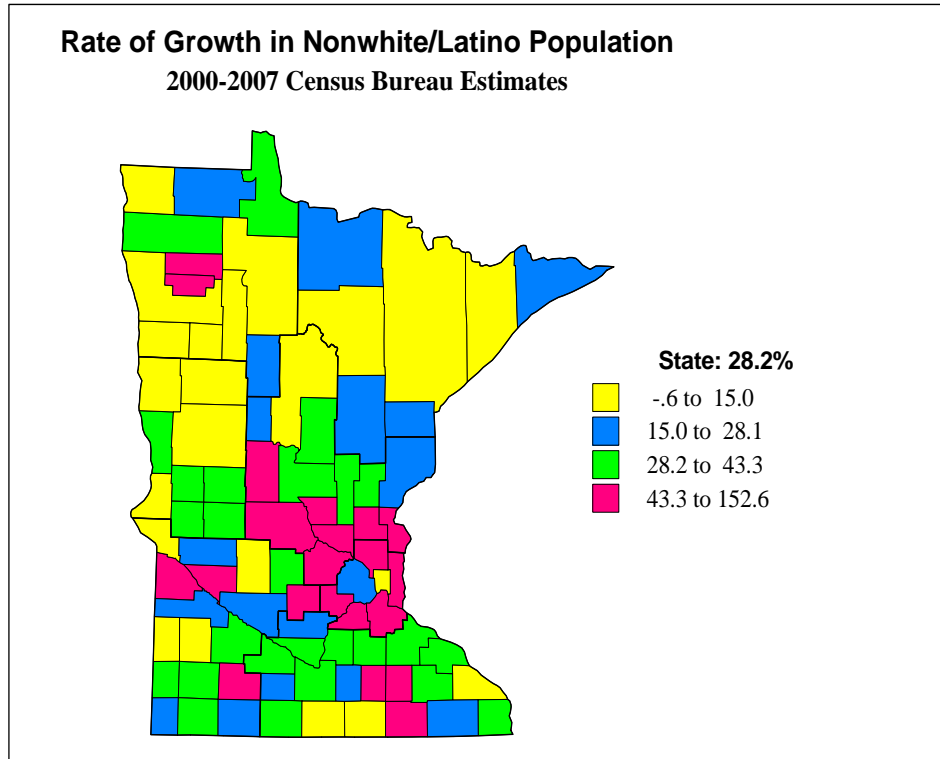 Rate of Growth in Nonwhite/Latino Population
2000-2007 Census Bureau Estimates
State: 28.2%
-.6 to 15.0
15.0 to 28.1
28.2 to 43.3
43.3 to 152.6